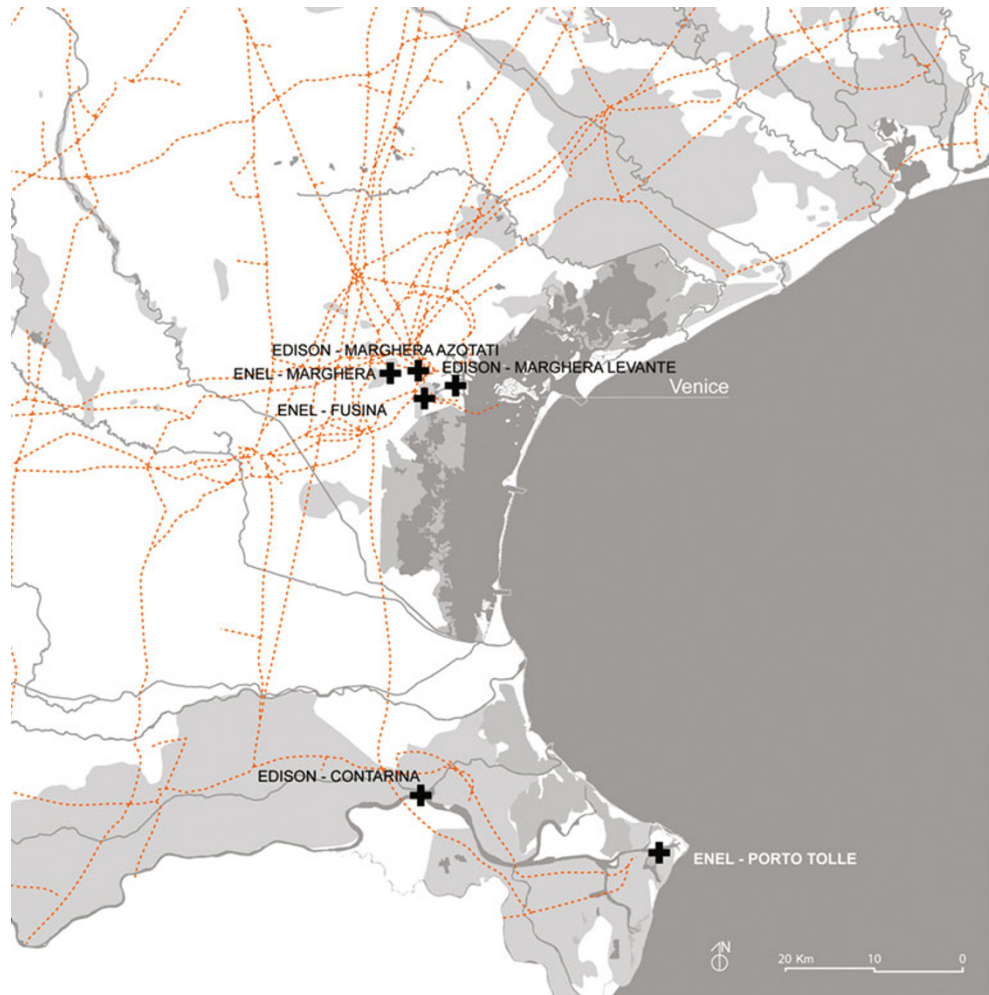 EDISON - MARGHERA AZOTATI
ENEL - MARGHERA
EDISON - MARGHERA LEVANTE
Venice
ENEL - FUSINA
EDISON - CONTARINA
ENEL - PORTO TOLLE
N
20 Km 10 0